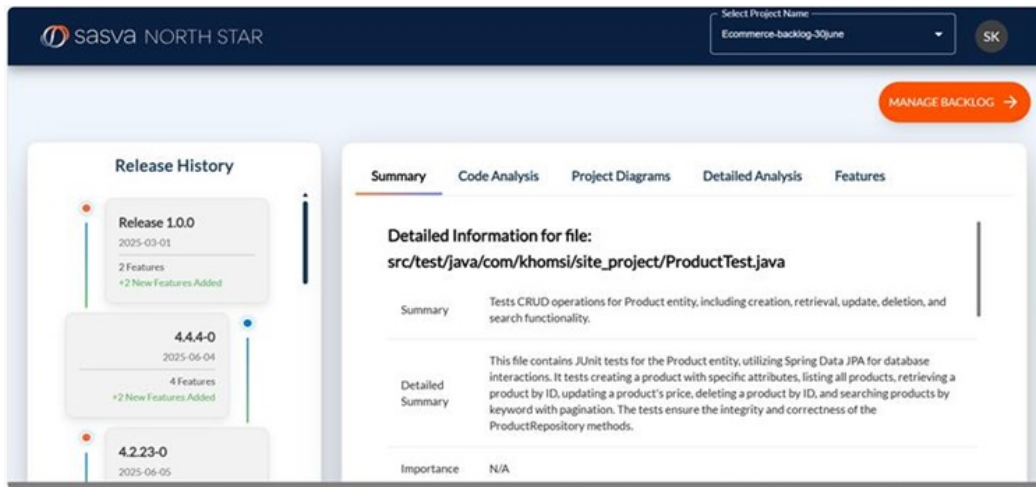 Select Project Name
sasva NORTH STAR
Ecommerce-backlog-30june
SK
MANAGE BACKLOG →
Release History
Release 1.0.0
2025-03-01
2 Features
+2 New Features Added
4.4.4-0
2025-06-04
4 Features
+2 New Features Added
4.2.23-0
2025-06-05
Summary Code Analysis Project Diagrams Detailed Analysis Features
Detailed Information for file:
src/test/java/com/khomsi/site_project/ProductTest.java
Summary
Tests CRUD operations for Product entity, including creation, retrieval, update, deletion, and
search functionality.
Detailed
Summary
This file contains JUnit tests for the Product entity, utilizing Spring Data JPA for database
interactions. It tests creating a product with specific attributes, listing all products, retrieving a
product by ID, updating a product's price, deleting a product by ID, and searching products by
keyword with pagination. The tests ensure the integrity and correctness of the
ProductRepository methods.
Importance N/A